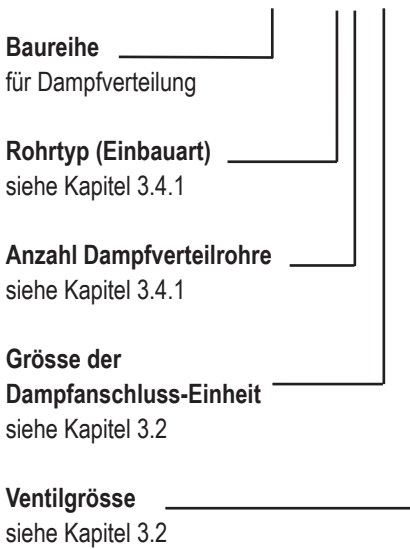 Baureihe
für Dampfverteilung
Rohrtyp (Einbauart)
siehe Kapitel 3.4.1
Anzahl Dampfverteilrohre
siehe Kapitel 3.4.1
Grösse der
Dampfanschluss-Einheit
siehe Kapitel 3.2
Ventilgrösse
siehe Kapitel 3.2